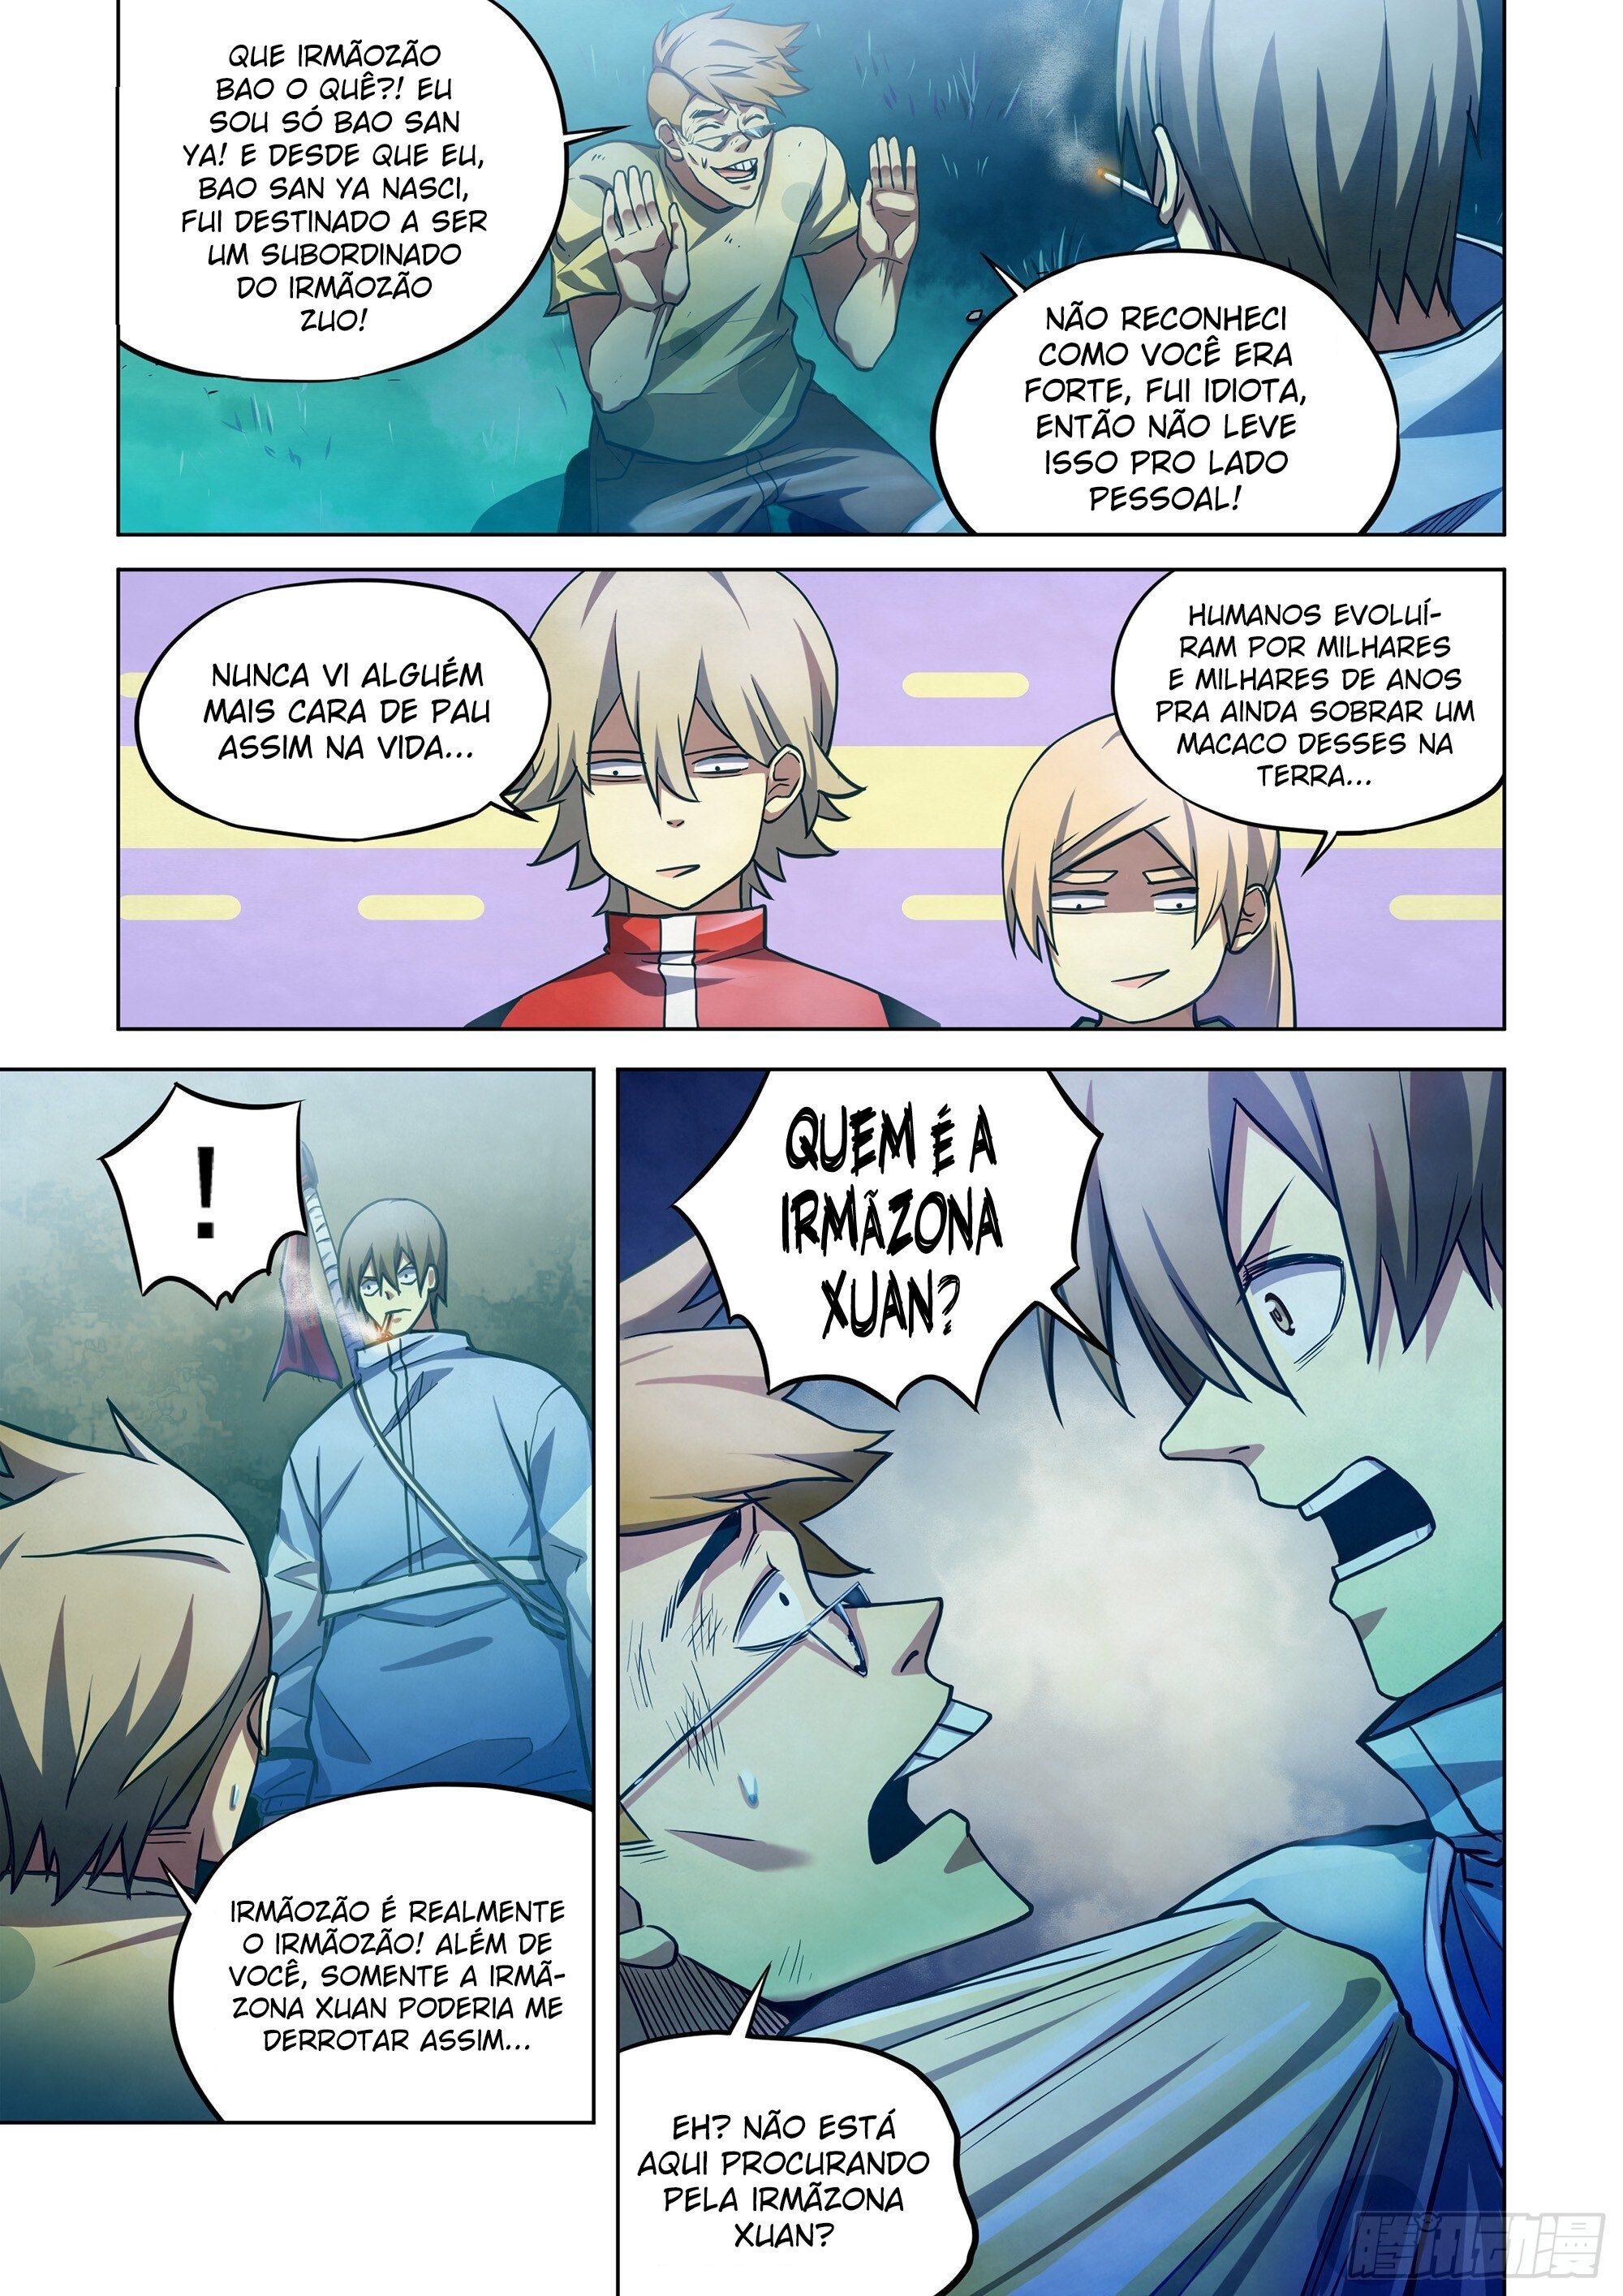 QUE IRMÃOZÃO
BAO O QUÊ?! EU
SOU SÓ BAO SAN
YA! E DESDE QUE EU,
BAO SAN YA NASCI,
FUI DESTINADO A SER
UM SUBORDINADO
DO IRMÃOZÃO
ZUO!
NÃO RECONHECI
COMO VOCÊ ERA
FORTE, FUI IDIOTA,
ENTÃO NÃO LEVE
ISSO PRO LADO
PESSOAL!
NUNCA VI ALGUÉM
MAIS CARA DE PAU
ASSIM NA VIDA...
HUMANOS EVOLUÍ-
RAM POR MILHARES
E MILHARES DE ANOS
PRA AINDA SOBRAR UM
MACACO DESSES NA
TERRA...
!
IRMÃOZÃO É REALMENTE
O IRMÃOZÃO! ALÉM DE
VOCÊ, SOMENTE A IRMÃ-
ZONA XUAN PODERIA ME
DERROTAR ASSIM...
QUEM É A
IRMÃZONA
XUAN?
EH? NÃO ESTÁ
AQUI PROCURANDO
PELA IRMÃZONA
XUAN?
腾讯动漫